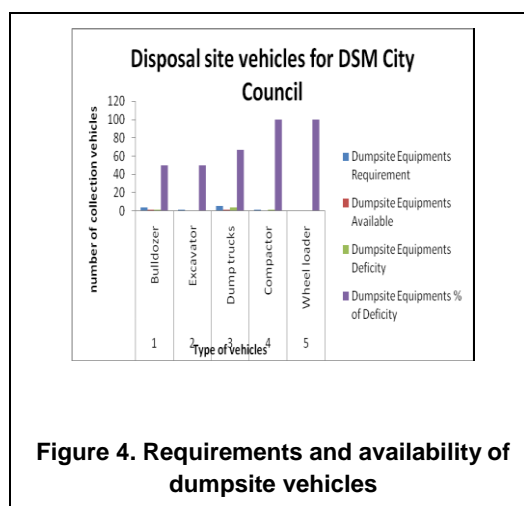 Disposal site vehicles for DSM City
Council
number of collection vehicles
120
100
80
60
40
20
0
Bulldozer
Excavator
Dump trucks
Compactor
Wheel loader
1
2
3
4
5
Type of vehicles
Dumpsite Equipments
Requirement
Dumpsite Equipments
Available
Dumpsite Equipments
Deficity
Dumpsite Equipments %
of Deficity
Figure 4. Requirements and availability of
dumpsite vehicles